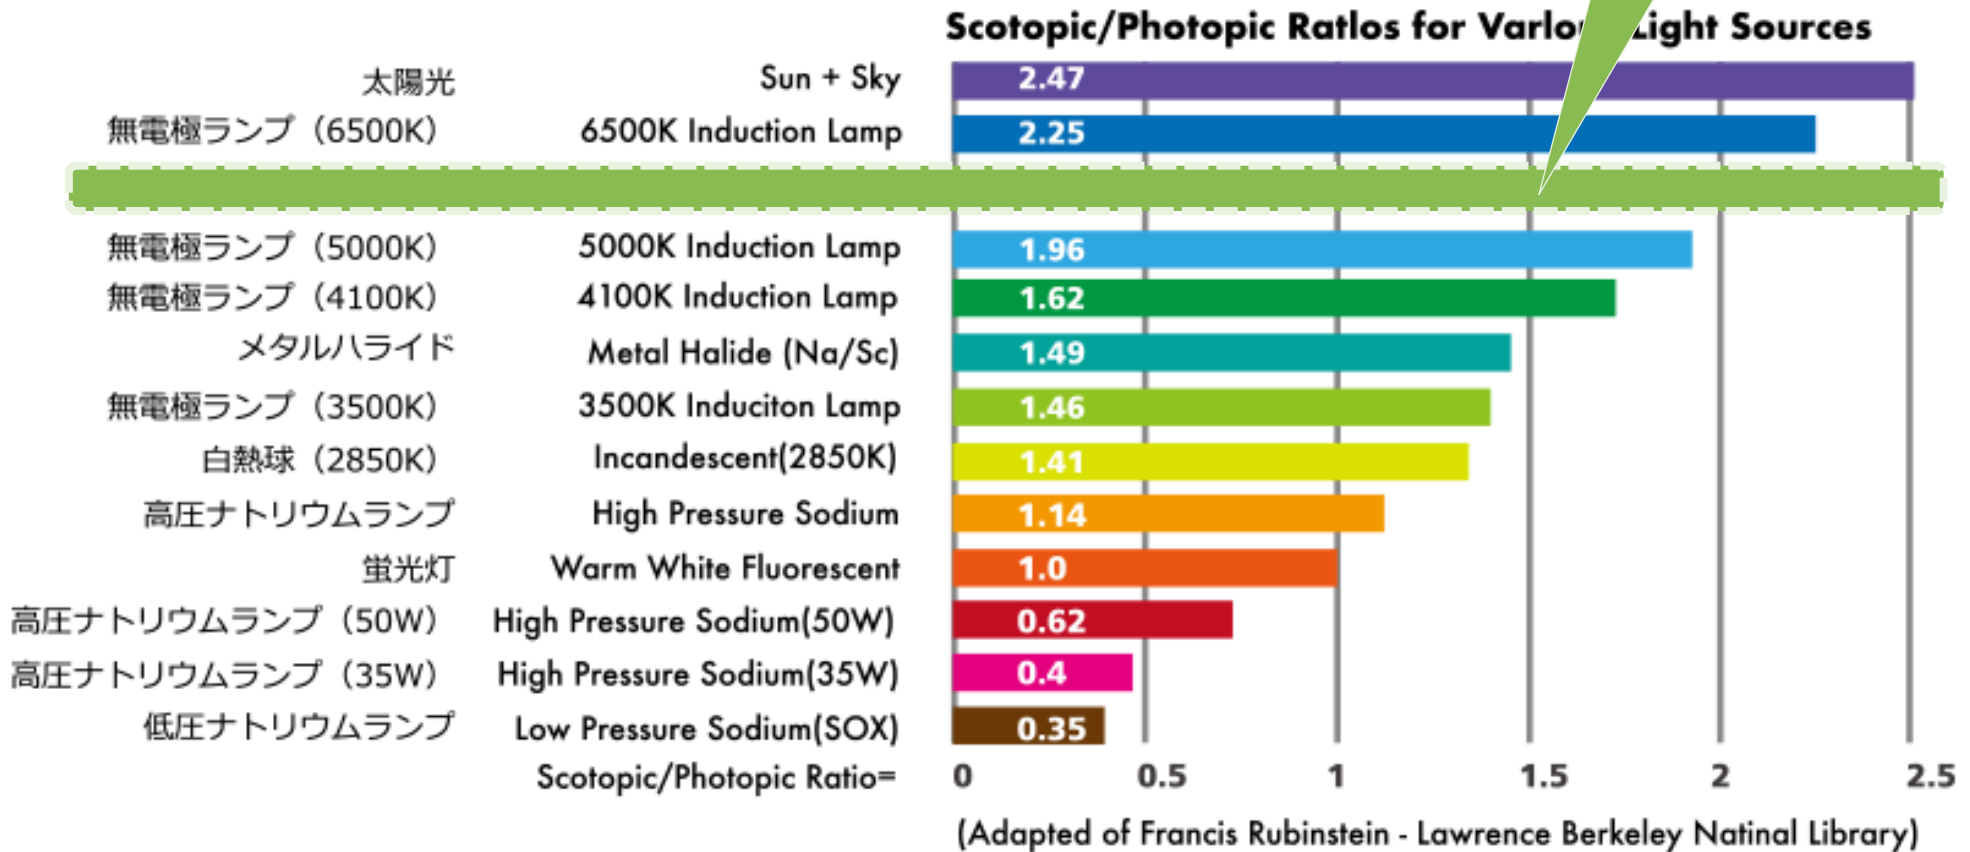 Scotopic/Photopic Ratlos for Varlou Light Sources
太陽光 Sun + Sky 2.47
無電極ランプ（6500K） 6500K Induction Lamp 2.25
無電極ランプ（5000K） 5000K Induction Lamp 1.96
無電極ランプ（4100K） 4100K Induction Lamp 1.62
メタルハライド Metal Halide (Na/Sc) 1.49
無電極ランプ（3500K） 3500K Induciton Lamp 1.46
白熱球（2850K） Incandescent(2850K) 1.41
高圧ナトリウムランプ High Pressure Sodium 1.14
蛍光灯 Warm White Fluorescent 1.0
高圧ナトリウムランプ（50W） High Pressure Sodium(50W) 0.62
高圧ナトリウムランプ（35W） High Pressure Sodium(35W) 0.4
低圧ナトリウムランプ Low Pressure Sodium(SOX) 0.35
Scotopic/Photopic Ratio= 0 0.5 1 1.5 2 2.5
(Adapted of Francis Rubinstein - Lawrence Berkeley Natinal Library)